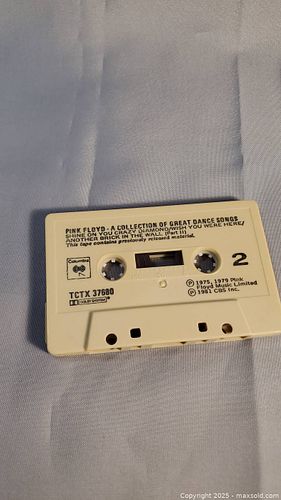 PINK FLOYD - A COLLECTION OF GREAT DANCE SONGS
SHINE ON YOU CRAZY DIAMOND/WISH YOU WERE HERE/
ANOTHER BRICK IN THE WALL (Part II)
This tape contains previously released material.
Columbia
2
TCTX 37680
DOLBY SYSTEM
℗ 1975, 1979 Pink
Floyd Music Limited
℗ 1981 CBS Inc.
Copyright © 2025 - maxsold.com